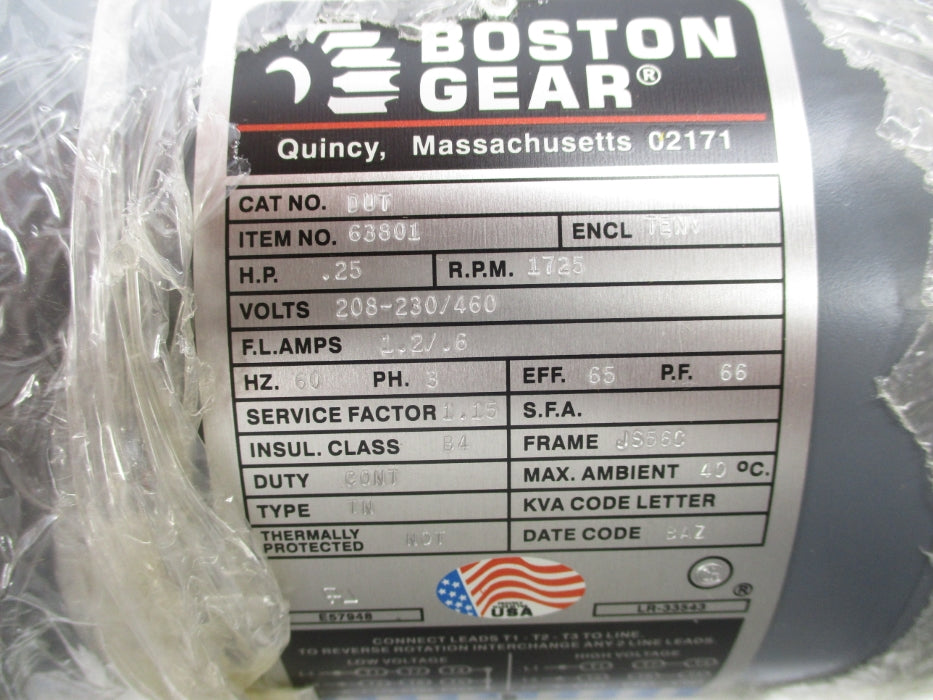 BOSTON
GEAR®
Quincy, Massachusetts 02171
CAT NO. DUT
ITEM NO. 63801 ENCL TENV
H.P. .25 R.P.M. 1725
VOLTS 208-230/460
F.L.AMPS 1.2/.6
HZ. 60 PH. 3 EFF. 65 P.F. 66
SERVICE FACTOR 1.15 S.F.A.
INSUL. CLASS B4 FRAME JS56C
DUTY CONT MAX. AMBIENT 40 °C.
TYPE IN KVA CODE LETTER
THERMALLY
PROTECTED NOT DATE CODE BAZ
®
USA
E57948 LR-33543
CONNECT LEADS T1 - T2 - T3 TO LINE.
TO REVERSE ROTATION INTERCHANGE ANY 2 LINE LEADS.
LOW VOLTAGE HIGH VOLTAGE